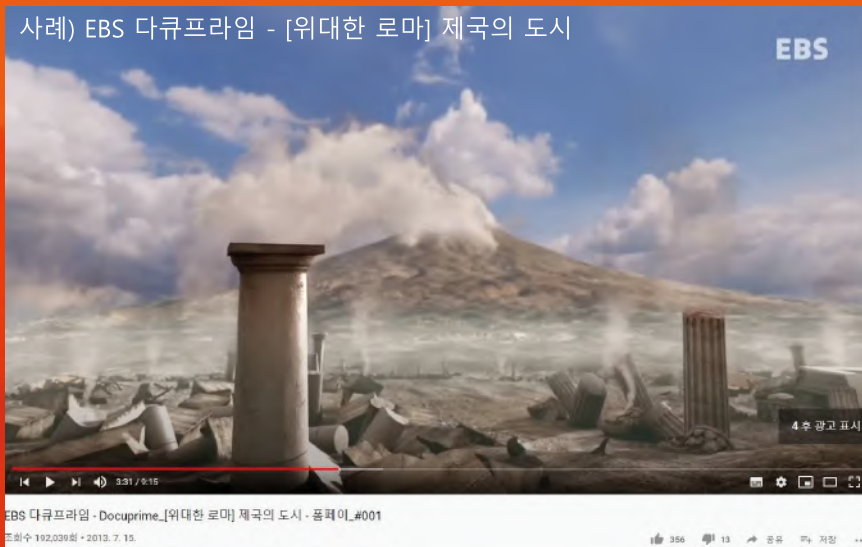 사례) EBS 다큐프라임 - [위대한 로마] 제국의 도시
EBS
4 후 광고 표시
3:31 / 9:15
EBS 다큐프라임 - Docuprime_[위대한 로마] 제국의 도시 - 폼페이_#001
조회수 192,039회 • 2013. 7. 15.
356 13 공유 저장